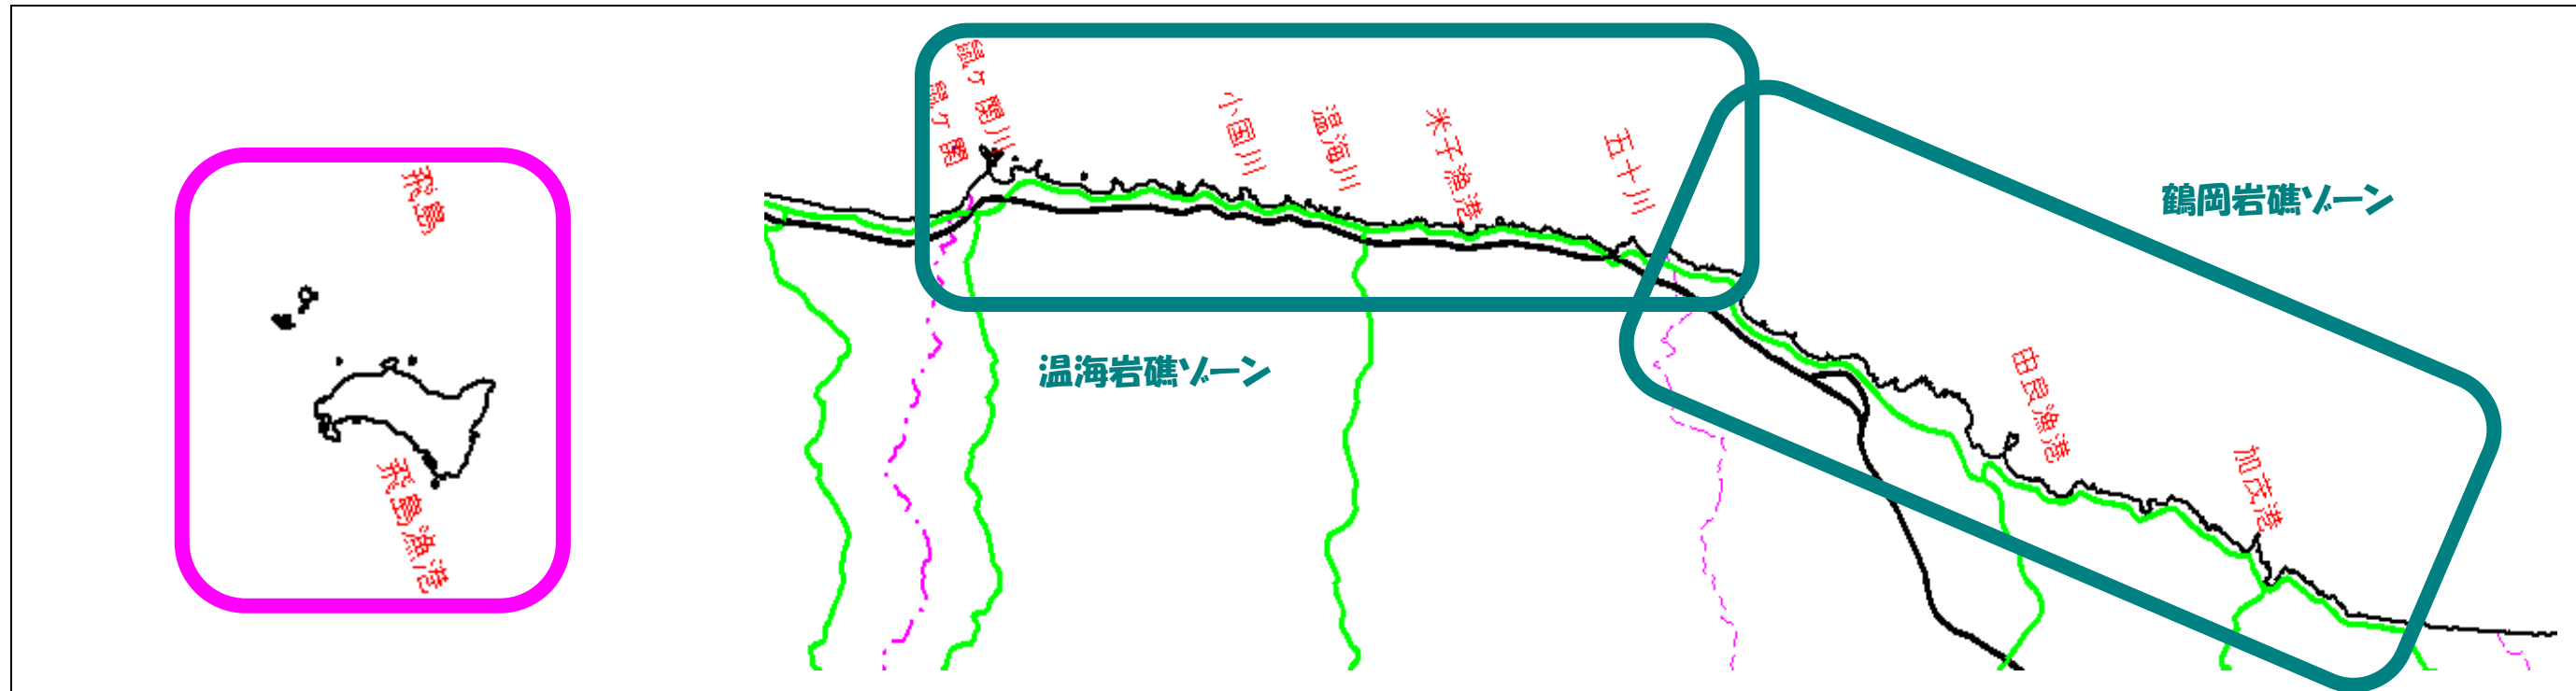 飛島
飛島漁港
鼠ヶ関川
鼠ヶ関
小国川
温海川
米子漁港
五十川
温海岩礁ゾーン
鶴岡岩礁ゾーン
由良漁港
加茂港